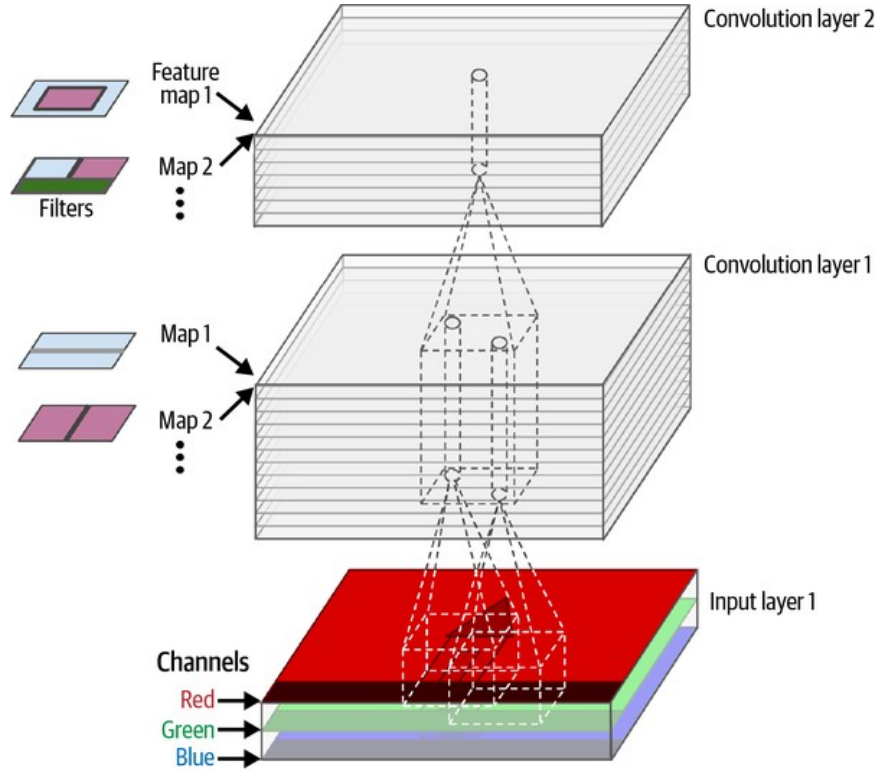 Convolution layer 2
Feature
map 1
Map 2
Filters
Convolution layer 1
Map 1
Map 2
Input layer 1
Channels
Red
Green
Blue